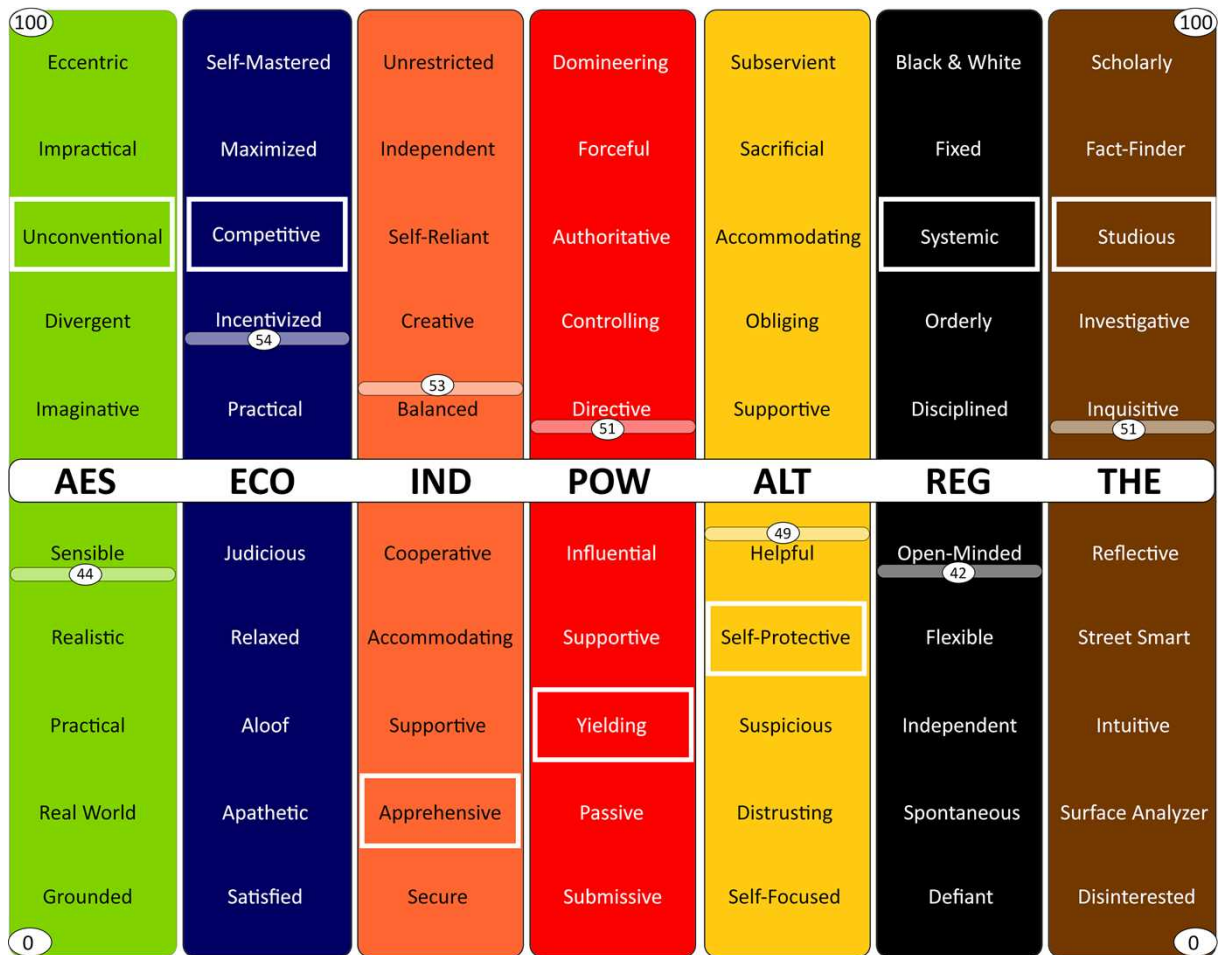 100 100
Eccentric Self-Mastered Unrestricted Domineering Subservient Black & White Scholarly
Impractical Maximized Independent Forceful Sacrificial Fixed Fact-Finder
Unconventional Competitive Self-Reliant Authoritative Accommodating Systemic Studious
Divergent Incentivized Creative Controlling Obliging Orderly Investigative
54
53
Imaginative Practical Balanced Directive Supportive Disciplined Inquisitive
51 51
AES ECO IND POW ALT REG THE
49
Sensible Judicious Cooperative Influential Helpful Open-Minded Reflective
44 42
Realistic Relaxed Accommodating Supportive Self-Protective Flexible Street Smart
Practical Aloof Supportive Yielding Suspicious Independent Intuitive
Real World Apathetic Apprehensive Passive Distrusting Spontaneous Surface Analyzer
Grounded Satisfied Secure Submissive Self-Focused Defiant Disinterested
0 0